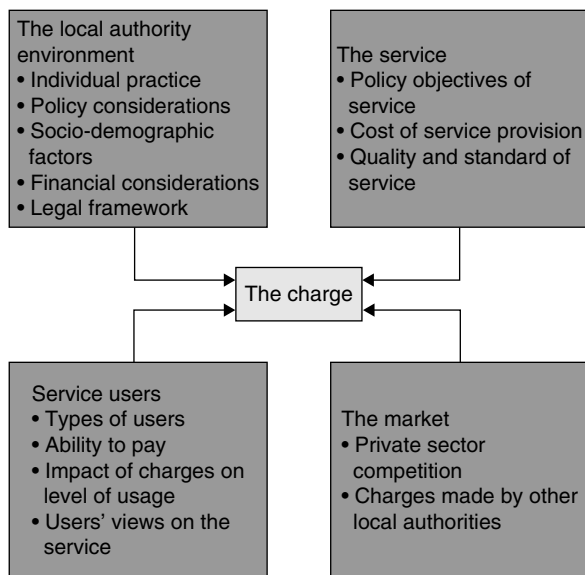 The local authority
environment
• Individual practice
• Policy considerations
• Socio-demographic
factors
• Financial considerations
• Legal framework
The service
• Policy objectives of
service
• Cost of service provision
• Quality and standard of
service
The charge
Service users
• Types of users
• Ability to pay
• Impact of charges on
level of usage
• Users’ views on the
service
The market
• Private sector
competition
• Charges made by other
local authorities